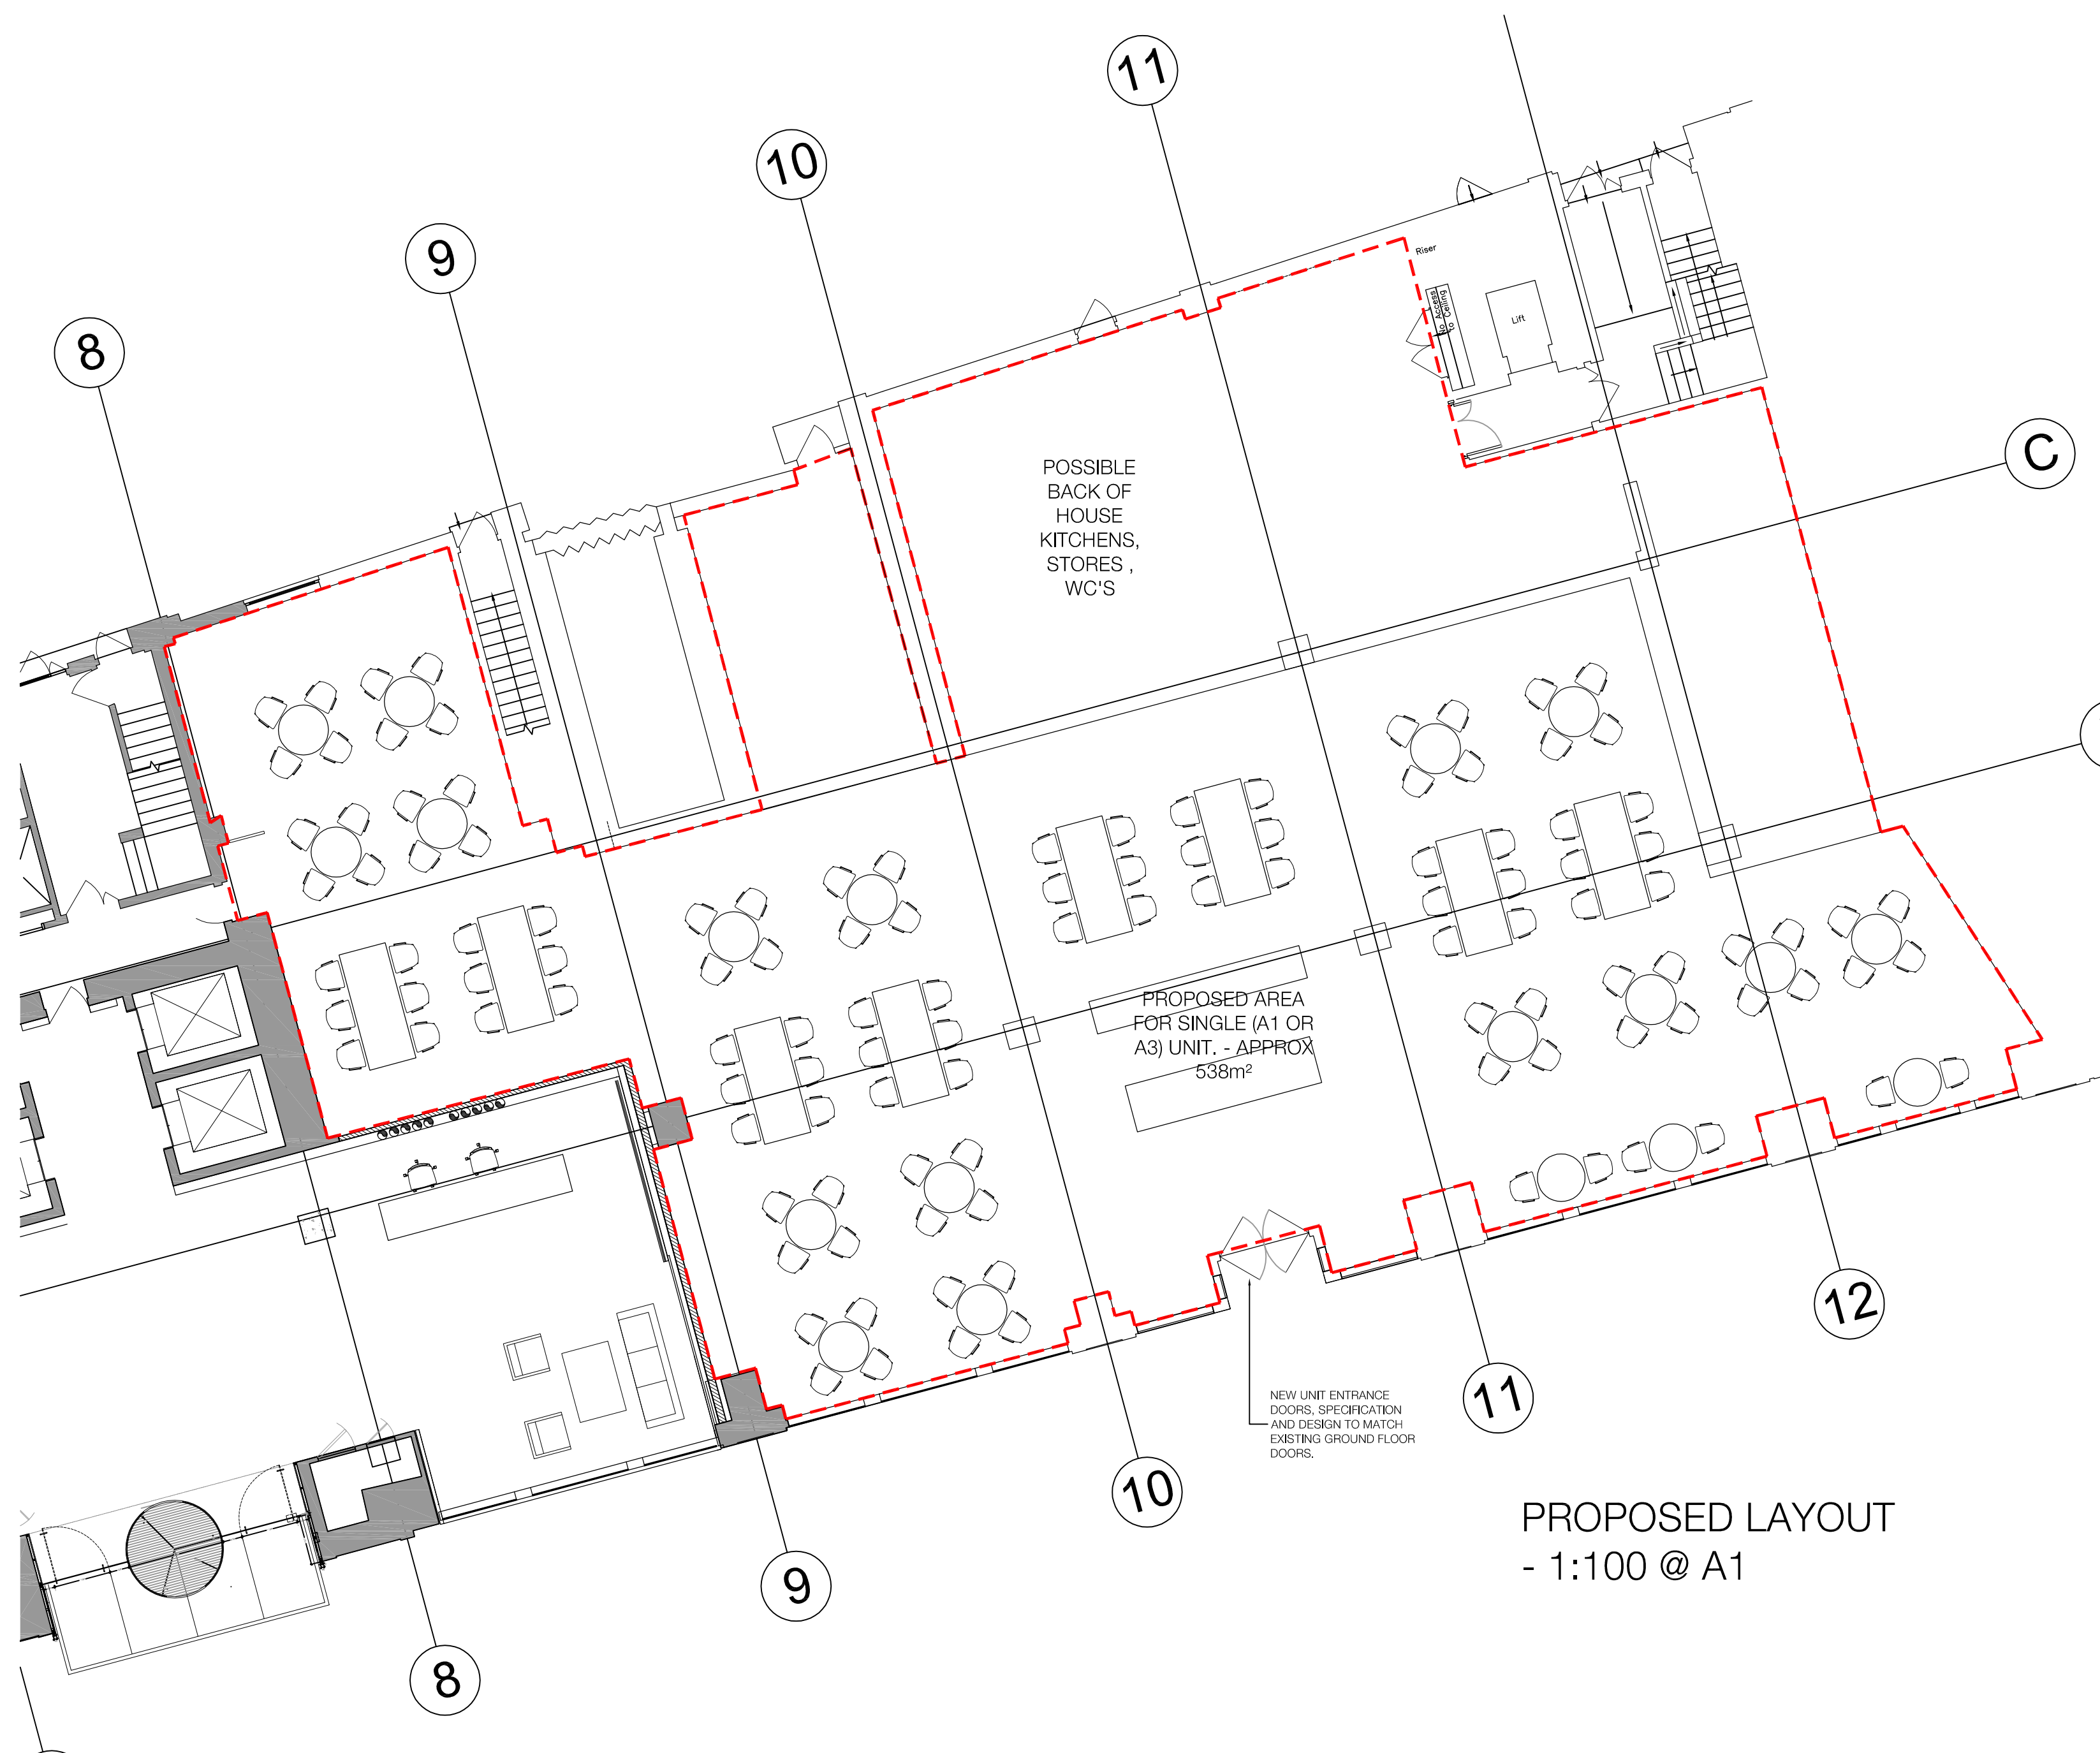 11
10
9
8
Riser
No Access
to Ceiling
Lift
C
POSSIBLE
BACK OF
HOUSE
KITCHENS,
STORES ,
WC'S
PROPOSED AREA
FOR SINGLE (A1 OR
A3) UNIT. - APPROX
538m²
12
11
10
9
8
NEW UNIT ENTRANCE
DOORS, SPECIFICATION
AND DESIGN TO MATCH
EXISTING GROUND FLOOR
DOORS.
PROPOSED LAYOUT
- 1:100 @ A1